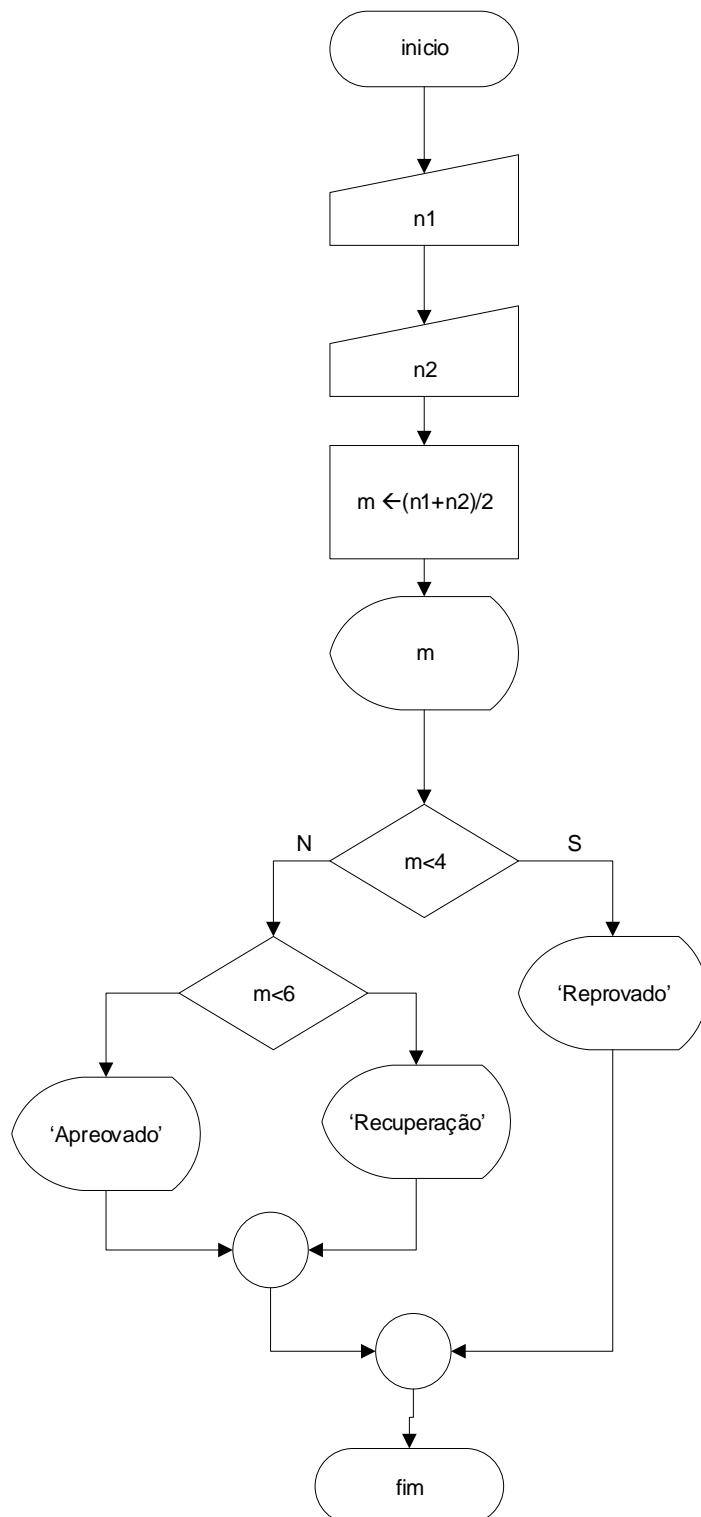 inicio
n1
n2
m ←(n1+n2)/2
m
N
S
m<4
m<6
‘Reprovado’
‘Apreovado’
‘Recuperação’
fim